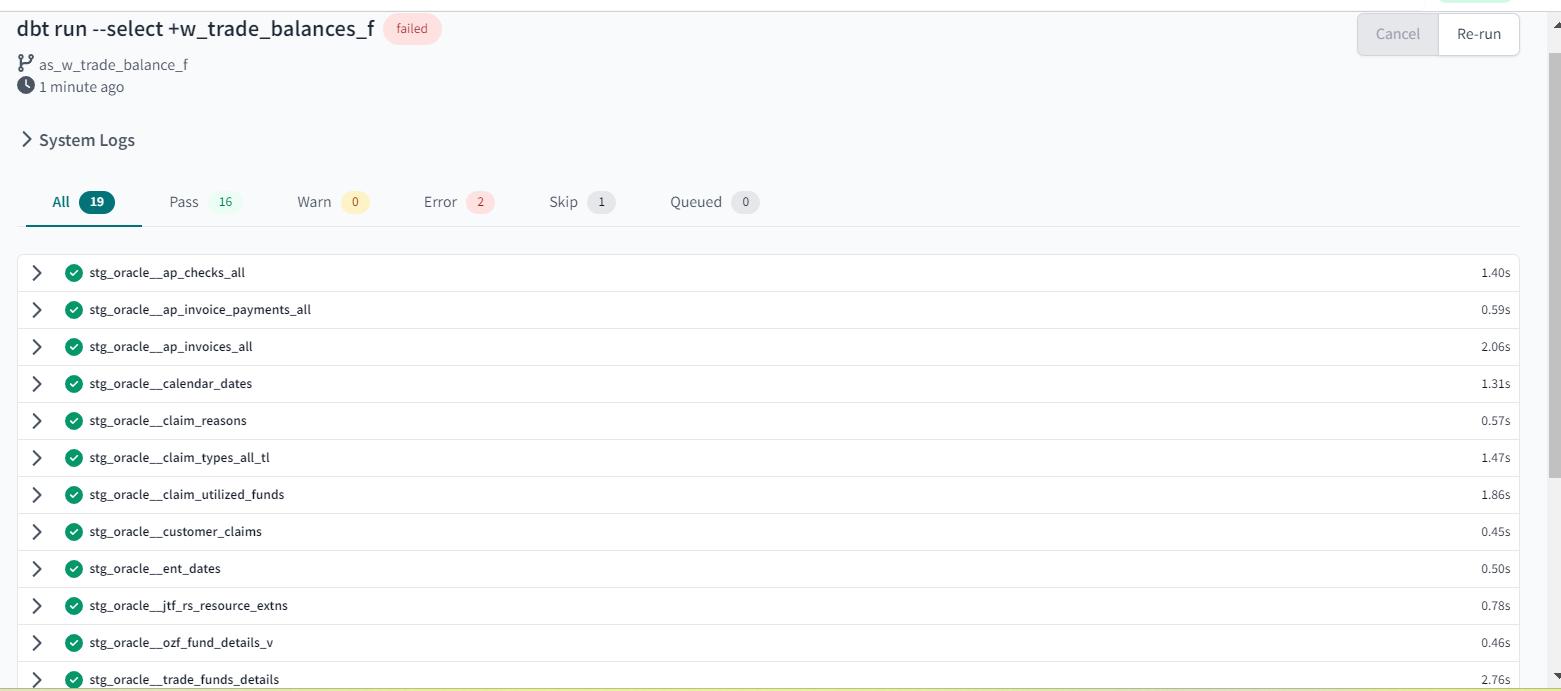 dbt run --select +w_trade_balances_f failed
Cancel Re-run
as_w_trade_balance_f
1 minute ago
System Logs
All 19 Pass 16 Warn 0 Error 2 Skip 1 Queued 0
stg_oracle__ap_checks_all 1.40s
stg_oracle__ap_invoice_payments_all 0.59s
stg_oracle__ap_invoices_all 2.06s
stg_oracle__calendar_dates 1.31s
stg_oracle__claim_reasons 0.57s
stg_oracle__claim_types_all_tl 1.47s
stg_oracle__claim_utilized_funds 1.86s
stg_oracle__customer_claims 0.45s
stg_oracle__ent_dates 0.50s
stg_oracle__jtf_rs_resource_extns 0.78s
stg_oracle__ozf_fund_details_v 0.46s
stg_oracle__trade_funds_details 2.76s